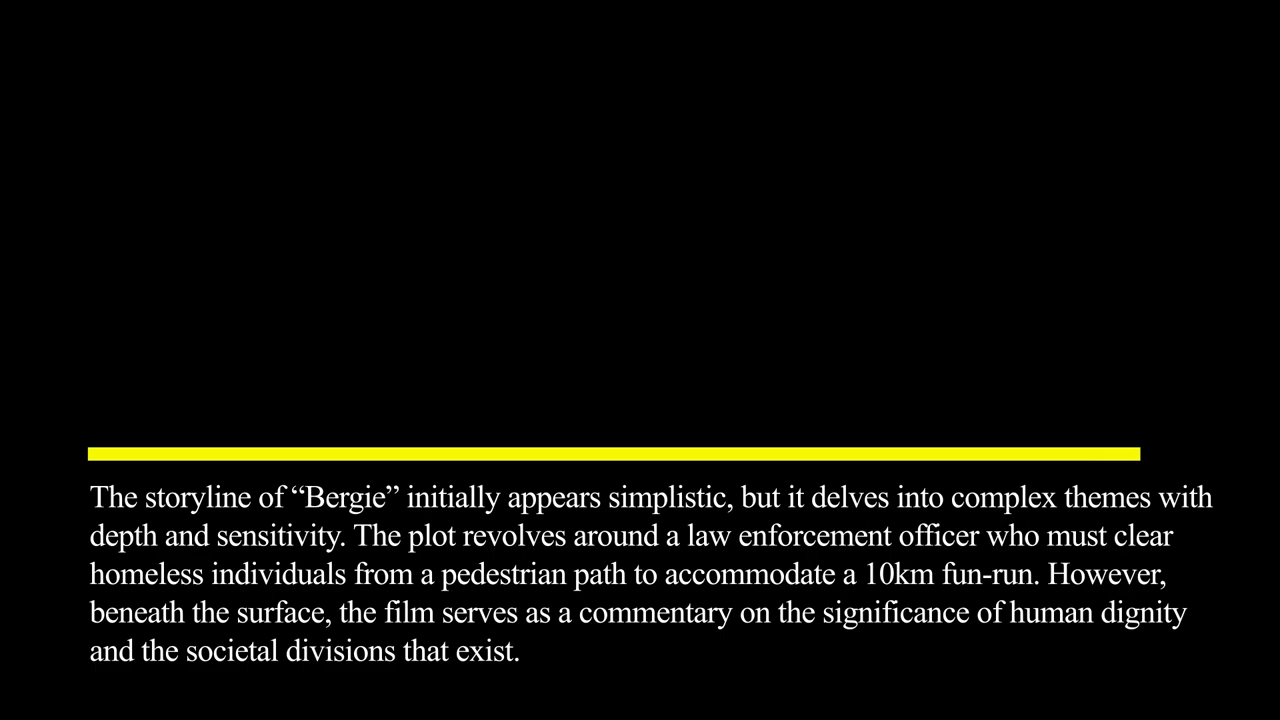 The storyline of “Bergie” initially appears simplistic, but it delves into complex themes with
depth and sensitivity. The plot revolves around a law enforcement officer who must clear
homeless individuals from a pedestrian path to accommodate a 10km fun-run. However,
beneath the surface, the film serves as a commentary on the significance of human dignity
and the societal divisions that exist.